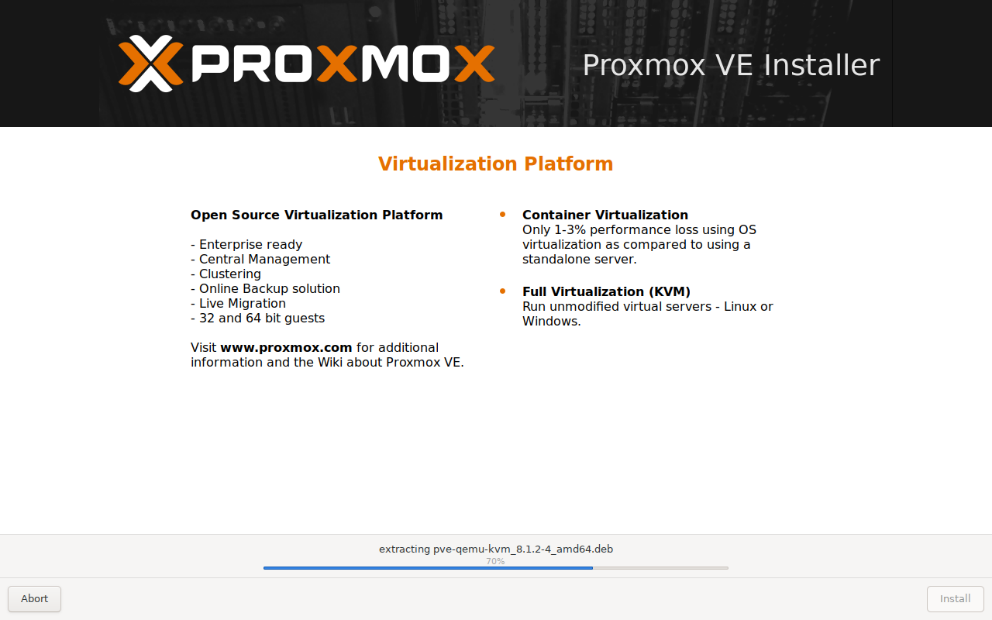 PROXMOX
Proxmox VE Installer
LL
Virtualization Platform
Open Source Virtualization Platform
- Enterprise ready
- Central Management
- Clustering
- Online Backup solution
- Live Migration
- 32 and 64 bit guests
Visit www.proxmox.com for additional
information and the Wiki about Proxmox VE.
Container Virtualization
Only 1-3% performance loss using OS
virtualization as compared to using a
standalone server.
Full Virtualization (KVM)
Run unmodified virtual servers - Linux or
Windows.
extracting pve-qemu-kvm_8.1.2-4_amd64.deb
70%
Abort
Install